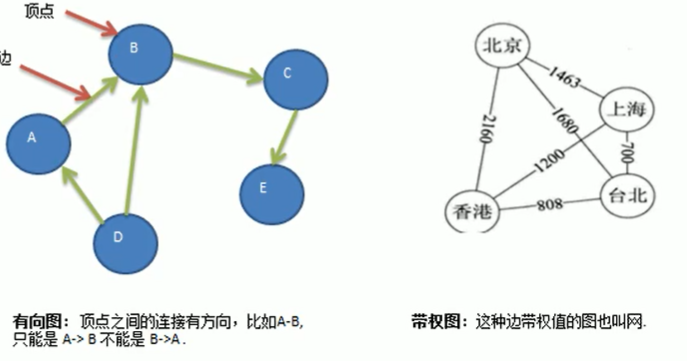 顶点
边
B
C
A
E
D
有向图：顶点之间的连接有方向，比如A-B,
只能是 A-> B 不能是 B->A .
北京
1463
上海
2160
1680
700
1200
台北
香港
808
带权图：这种边带权值的图也叫网.